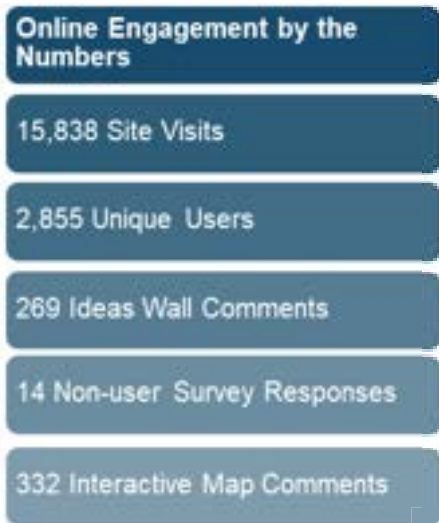 Online Engagement by the
Numbers
15,838 Site Visits
2,855 Unique Users
269 Ideas Wall Comments
14 Non-user Survey Responses
332 Interactive Map Comments